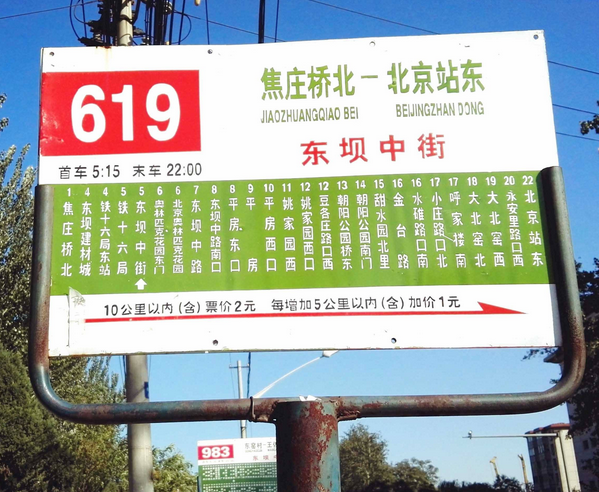 619
焦庄桥北－北京站东
JIAOZHUANGQIAO BEI BEIJINGZHAN DONG
东坝中街
首车 5:15 末车 22:00
1 焦庄桥北
4 东坝建材城
4 铁十六局东站
5 铁十六局
5 东坝中街
6 奥林匹克花园东门
6 北京奥林匹克花园
7 东坝中路
8 东坝中路南口
8 平房东口
9 平房
10 平房西口
11 姚家园西口
12 姚家园西口
12 豆各庄路口西
13 朝阳公园桥东
14 朝阳公园南门
15 甜水园北里
16 金台路
16 水碓路口南
17 小庄路口北
17 呼家楼南
18 大北窑北
19 大北窑西
20 永安里路口西
22 北京站东
10公里以内(含)票价2元 每增加5公里以内(含)加价1元
983